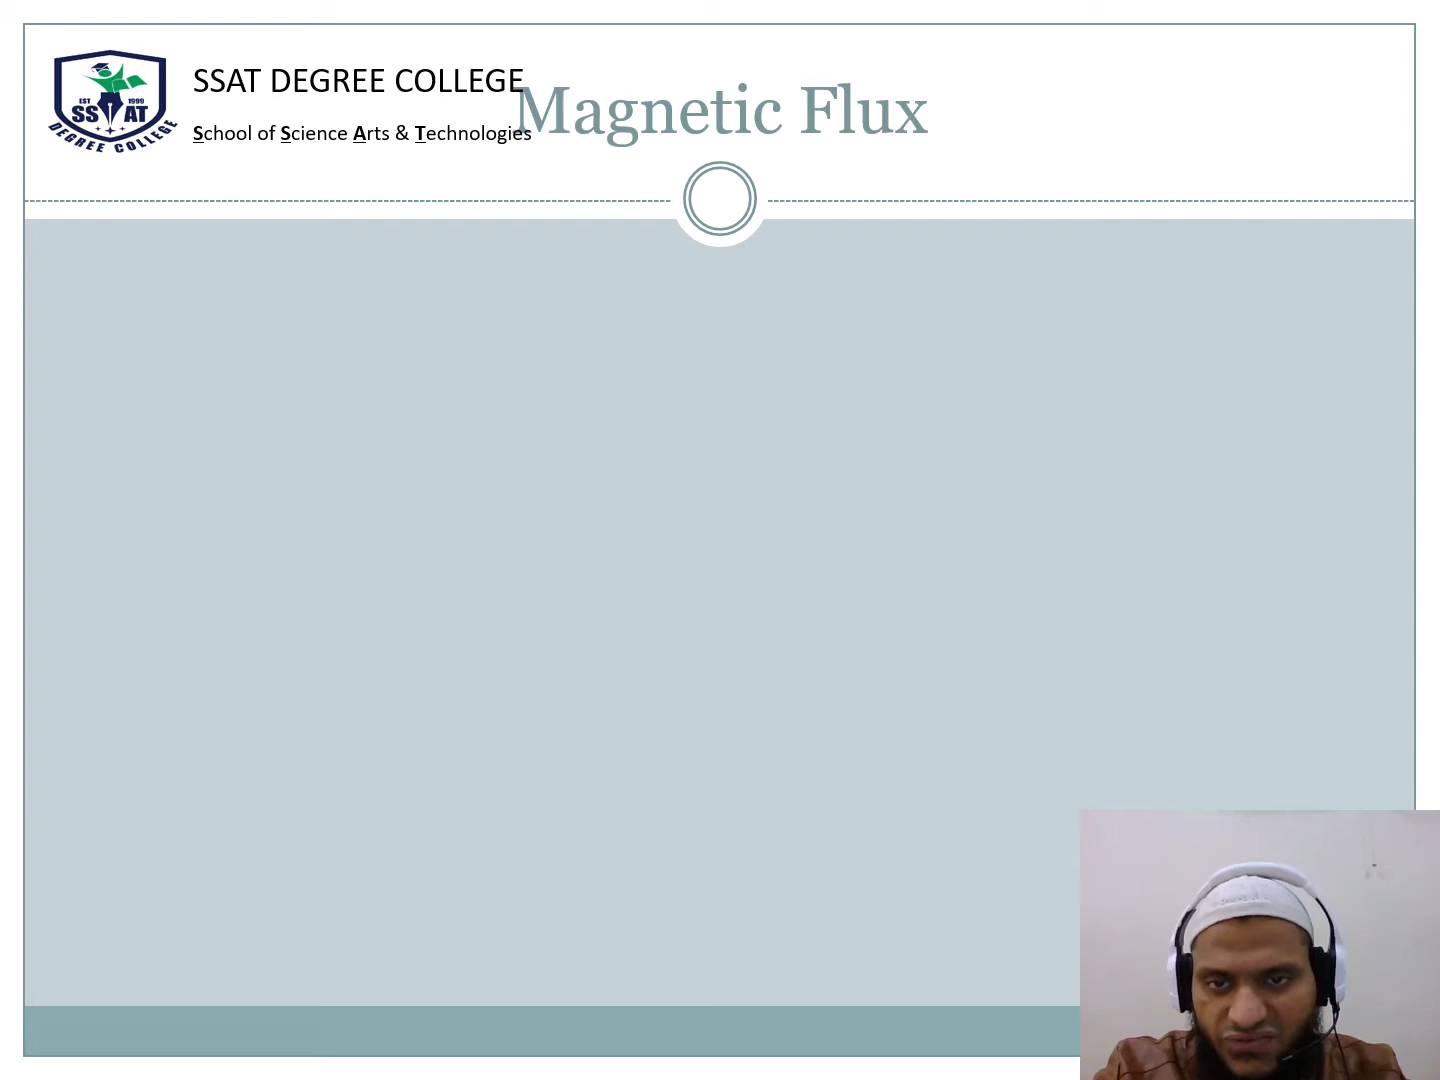 SSAT DEGREE COLLEGE
School of Science Arts & Technologies
Magnetic Flux
EST 1999
SS AT
DEGREE COLLEGE